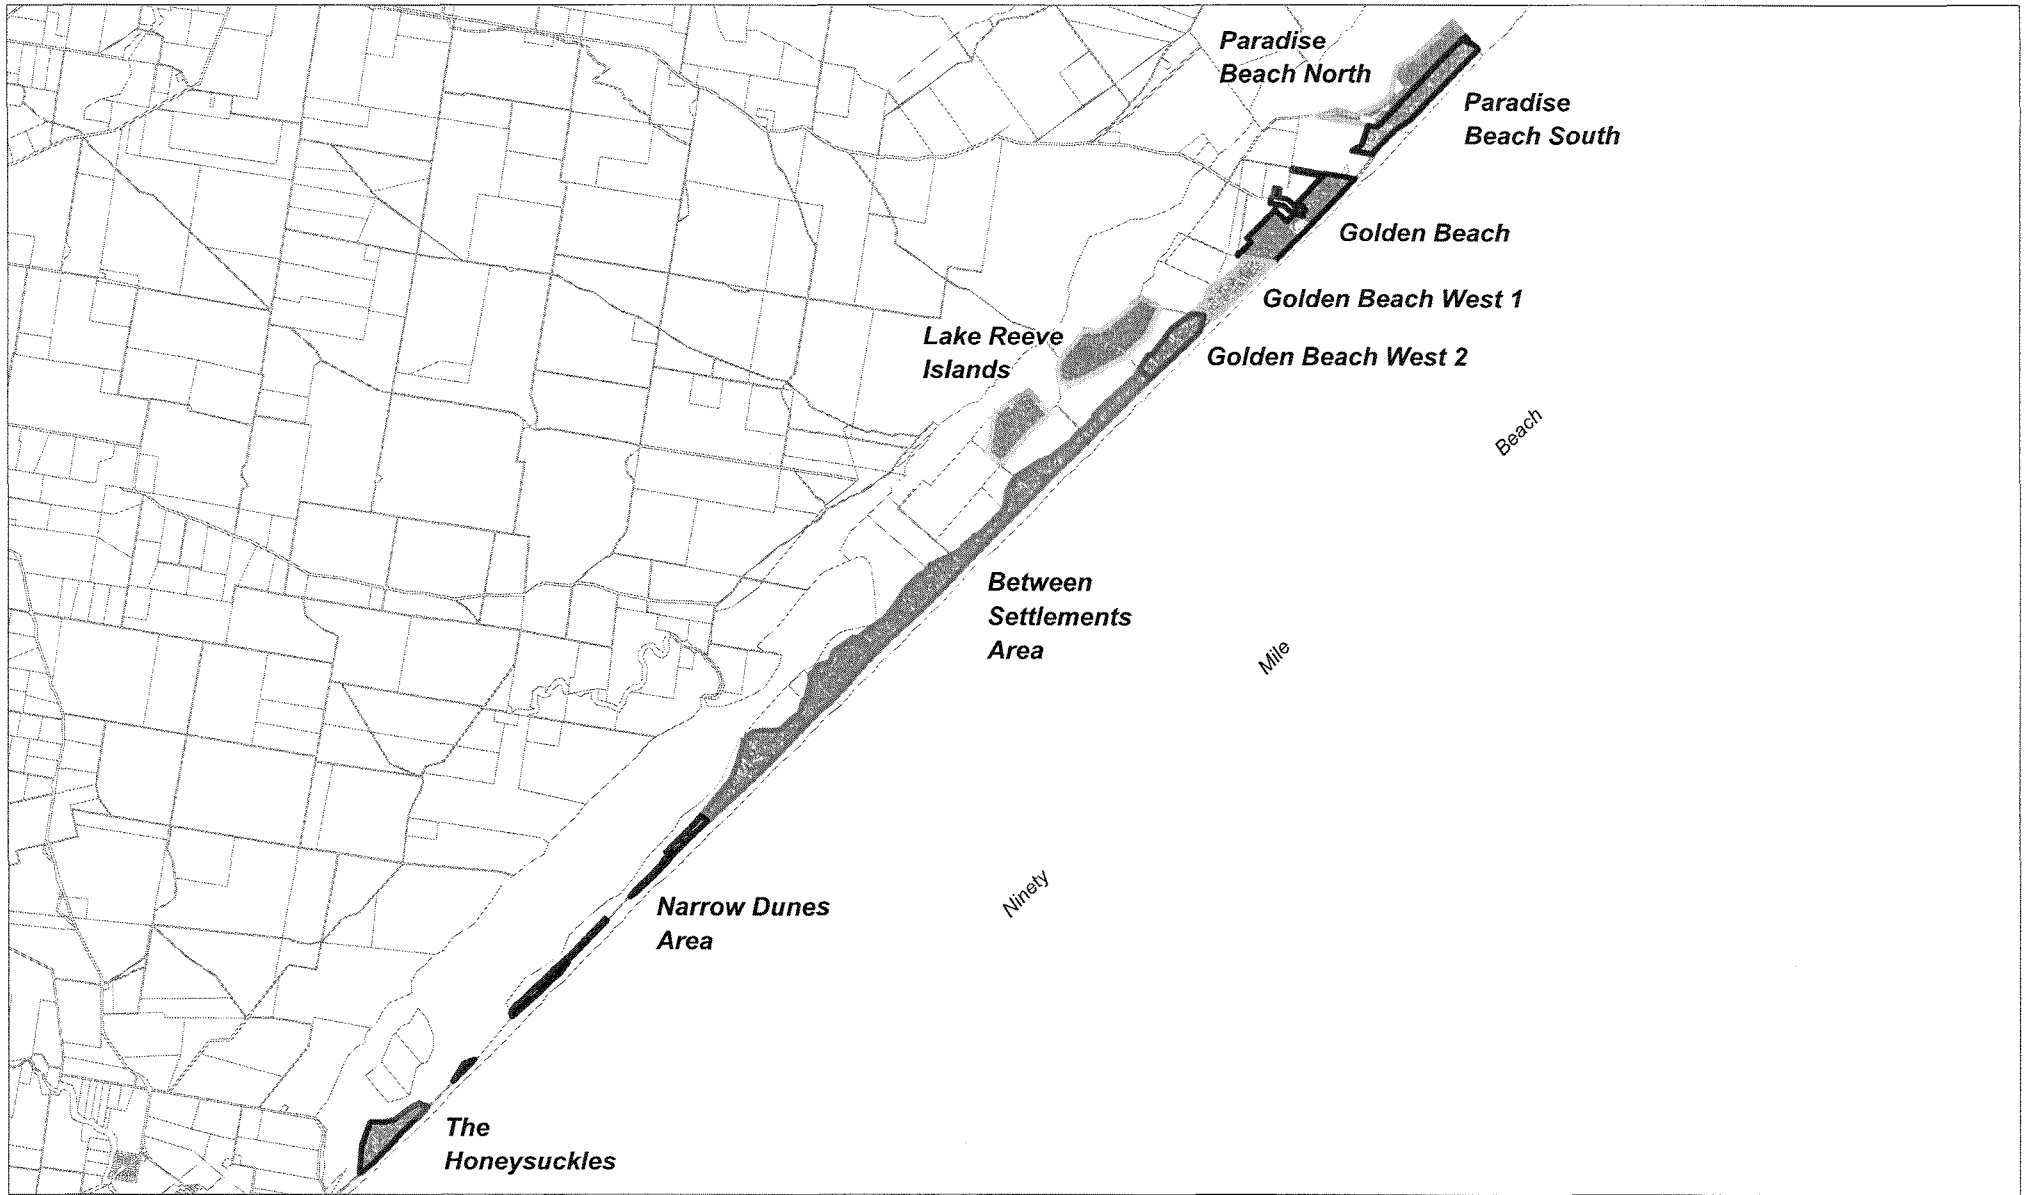 Paradise
Beach North
Paradise
Beach South
Golden Beach
Golden Beach West 1
Lake Reeve
Islands
Golden Beach West 2
Beach
Between
Settlements
Area
Mile
Ninety
Narrow Dunes
Area
The
Honeysuckles